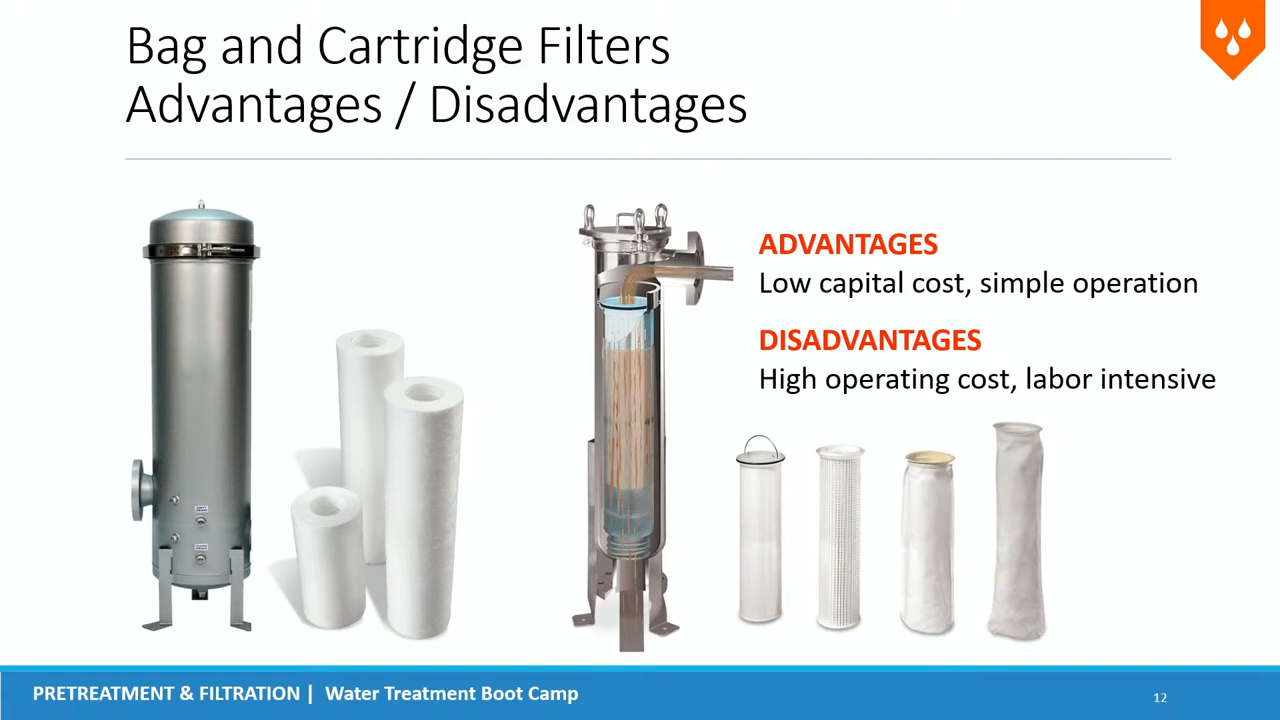 Bag and Cartridge Filters
Advantages / Disadvantages
ADVANTAGES
Low capital cost, simple operation
DISADVANTAGES
High operating cost, labor intensive
PRETREATMENT & FILTRATION | Water Treatment Boot Camp
12